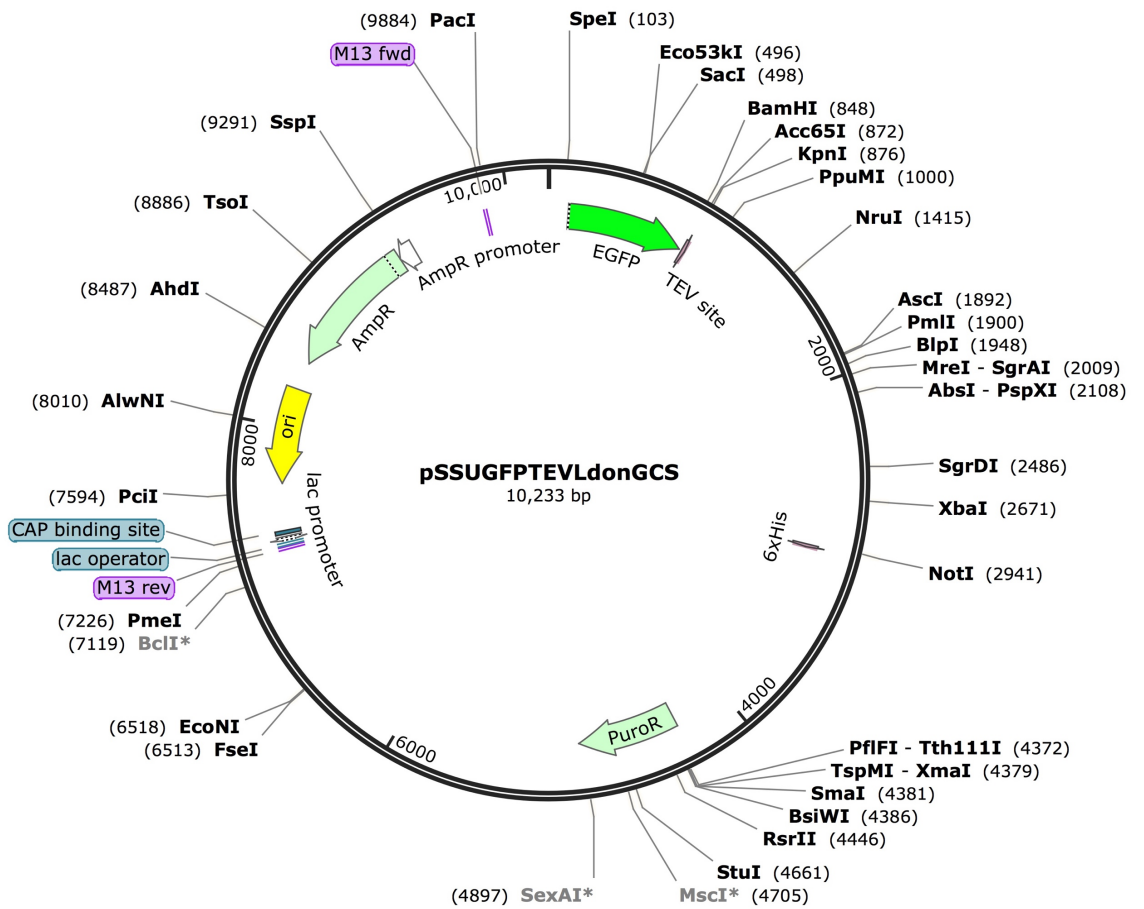 (9884) PacI
SpeI (103)
M13 fwd
Eco53kI (496)
SacI (498)
(9291) SspI
BamHI (848)
Acc65I (872)
KpnI (876)
PpuMI (1000)
(8886) TsoI
NruI (1415)
10,000
EGFP
AmpR promoter
TEV site
(8487) AhdI
AmpR
AscI (1892)
PmlI (1900)
BlpI (1948)
MreI - SgrAI (2009)
AbsI - PspXI (2108)
2000
(8010) AlwNI
8000
ori
pSSUGFPTEVLdonGCS
10,233 bp
SgrDI (2486)
XbaI (2671)
(7594) PciI
CAP binding site
lac operator
M13 rev
lac promoter
6xHis
NotI (2941)
(7226) PmeI
(7119) BclI*
4000
(6518) EcoNI
(6513) FseI
6000
PuroR
PflFI - Tth111I (4372)
TspMI - XmaI (4379)
SmaI (4381)
BsiWI (4386)
RsrII (4446)
StuI (4661)
(4897) SexAI*
MscI* (4705)